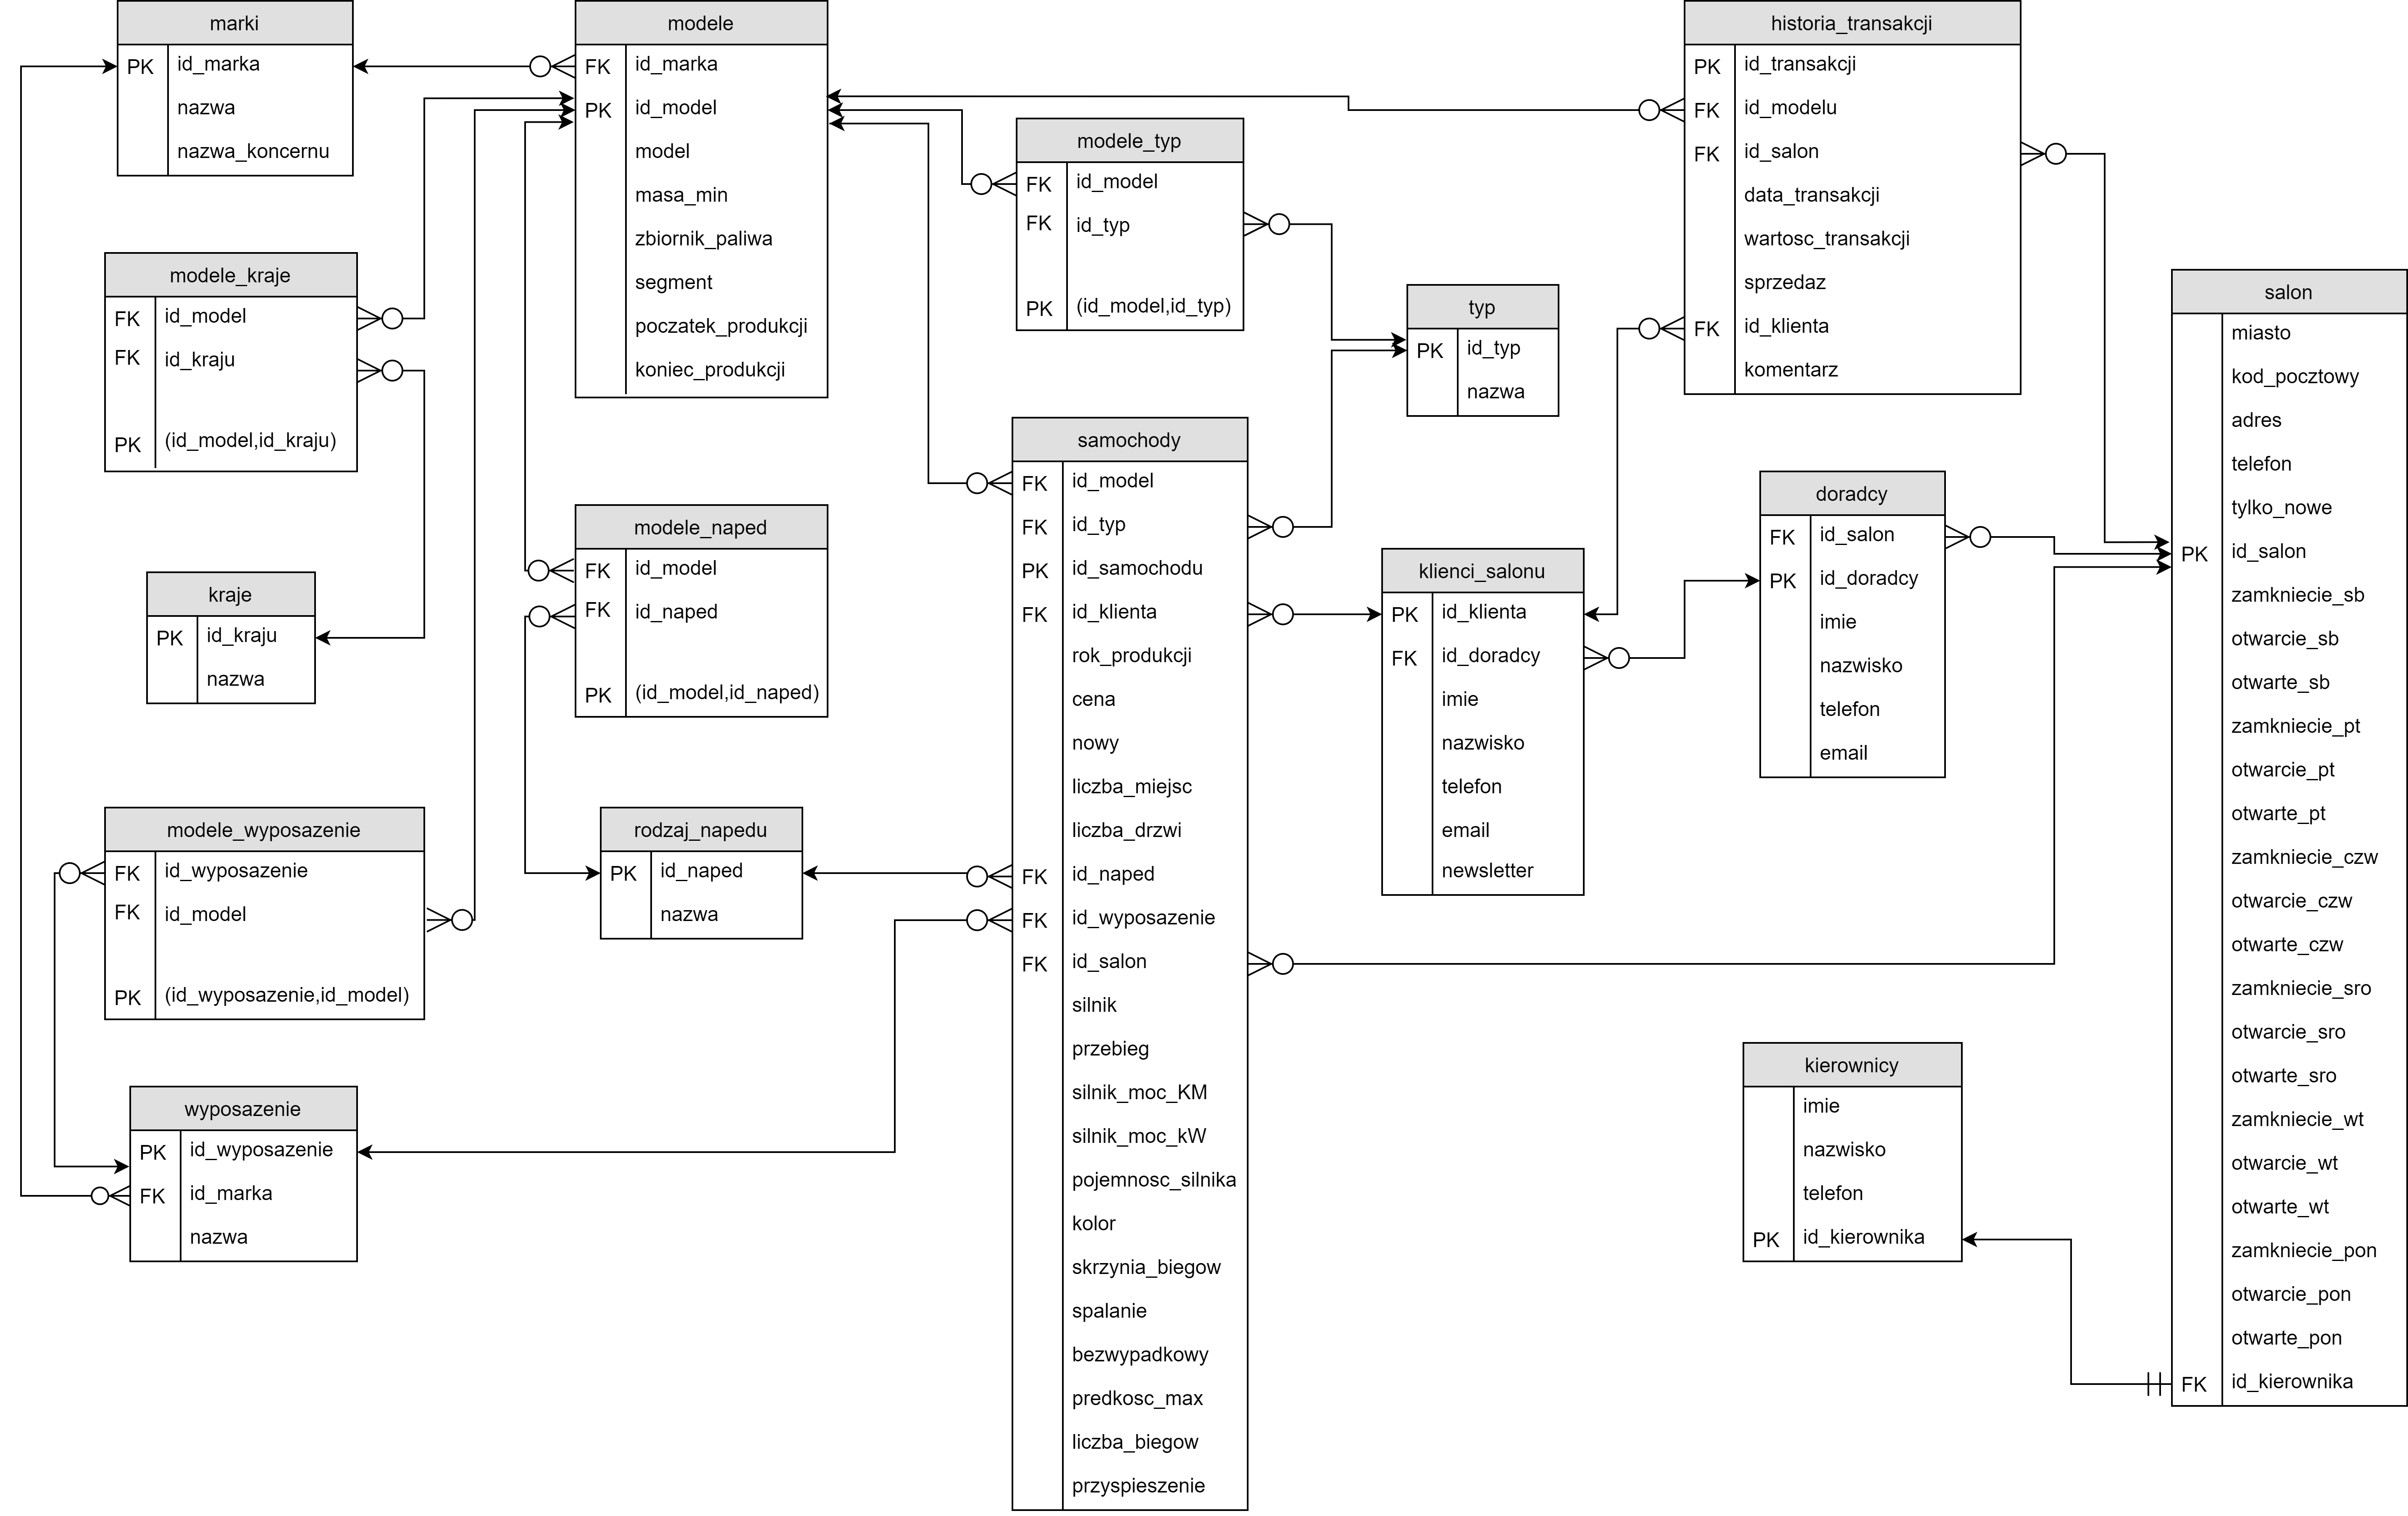 marki
PK id_marka
nazwa
nazwa_koncernu
modele
FK id_marka
PK id_model
model
masa_min
zbiornik_paliwa
segment
poczatek_produkcji
koniec_produkcji
historia_transakcji
PK id_transakcji
FK id_modelu
FK id_salon
data_transakcji
wartosc_transakcji
sprzedaz
FK id_klienta
komentarz
modele_typ
FK id_model
FK id_typ
PK (id_model,id_typ)
modele_kraje
FK id_model
FK id_kraju
PK (id_model,id_kraju)
typ
PK id_typ
nazwa
salon
miasto
kod_pocztowy
adres
telefon
tylko_nowe
PK id_salon
zamkniecie_sb
otwarcie_sb
otwarte_sb
zamkniecie_pt
otwarcie_pt
otwarte_pt
zamkniecie_czw
otwarcie_czw
otwarte_czw
zamkniecie_sro
otwarcie_sro
otwarte_sro
zamkniecie_wt
otwarcie_wt
otwarte_wt
zamkniecie_pon
otwarcie_pon
otwarte_pon
FK id_kierownika
samochody
FK id_model
FK id_typ
PK id_samochodu
FK id_klienta
rok_produkcji
cena
nowy
liczba_miejsc
liczba_drzwi
FK id_naped
FK id_wyposazenie
FK id_salon
silnik
przebieg
silnik_moc_KM
silnik_moc_kW
pojemnosc_silnika
kolor
skrzynia_biegow
spalanie
bezwypadkowy
predkosc_max
liczba_biegow
przyspieszenie
doradcy
FK id_salon
PK id_doradcy
imie
nazwisko
telefon
email
modele_naped
FK id_model
FK id_naped
PK (id_model,id_naped)
klienci_salonu
PK id_klienta
FK id_doradcy
imie
nazwisko
telefon
email
newsletter
kraje
PK id_kraju
nazwa
modele_wyposazenie
FK id_wyposazenie
FK id_model
PK (id_wyposazenie,id_model)
rodzaj_napedu
PK id_naped
nazwa
kierownicy
imie
nazwisko
telefon
PK id_kierownika
wyposazenie
PK id_wyposazenie
FK id_marka
nazwa